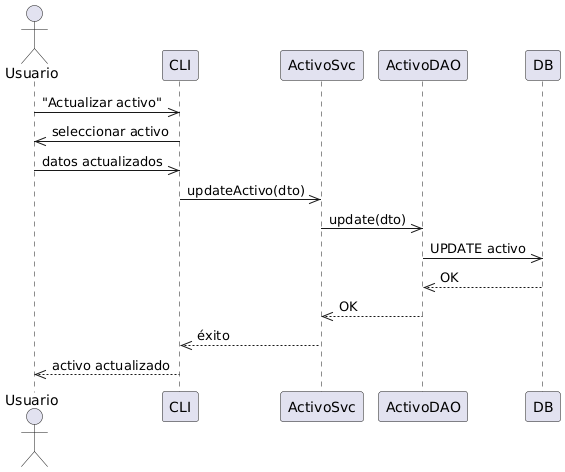 Usuario
CLI
ActivoSvc
ActivoDAO
DB
"Actualizar activo"
seleccionar activo
datos actualizados
updateActivo(dto)
update(dto)
UPDATE activo
OK
OK
éxito
activo actualizado
Usuario
CLI
ActivoSvc
ActivoDAO
DB